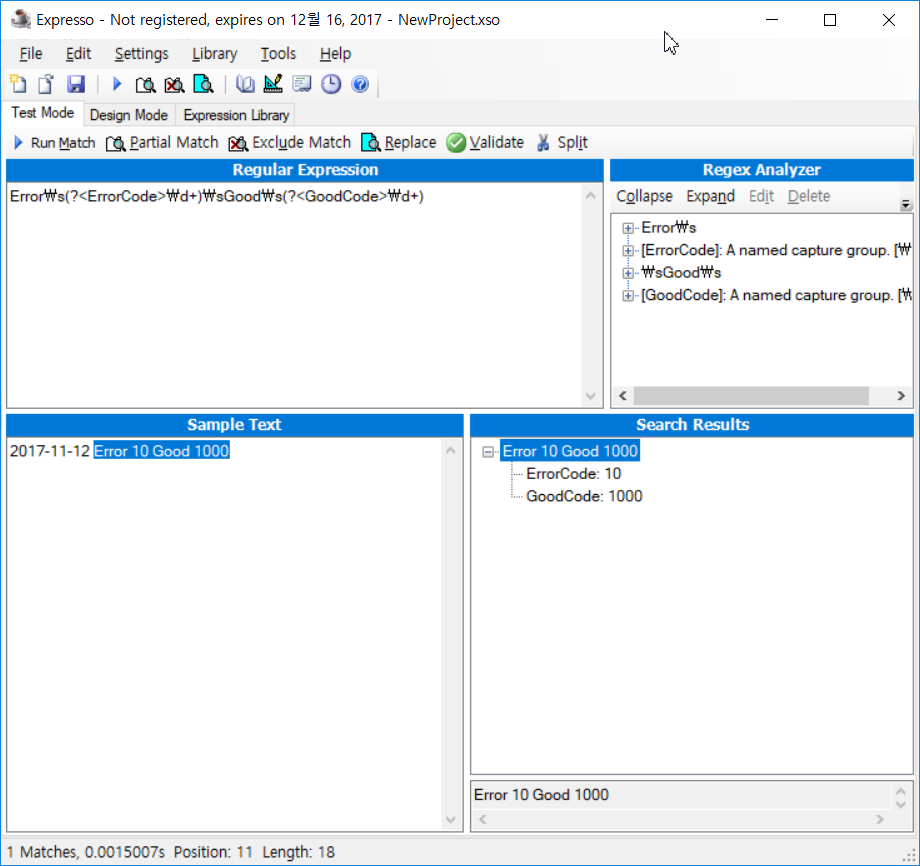 Expresso - Not registered, expires on 12월 16, 2017 - NewProject.xso
File Edit Settings Library Tools Help
Test Mode Design Mode Expression Library
Run Match Partial Match Exclude Match Replace Validate Split
Regular Expression
Error₩s(?<ErrorCode>₩d+)₩sGood₩s(?<GoodCode>₩d+)
Regex Analyzer
Collapse Expand Edit Delete
Error₩s
[ErrorCode]: A named capture group. [₩
₩sGood₩s
[GoodCode]: A named capture group. [₩
Sample Text
2017-11-12 Error 10 Good 1000
Search Results
Error 10 Good 1000
ErrorCode: 10
GoodCode: 1000
Error 10 Good 1000
1 Matches, 0.0015007s Position: 11 Length: 18